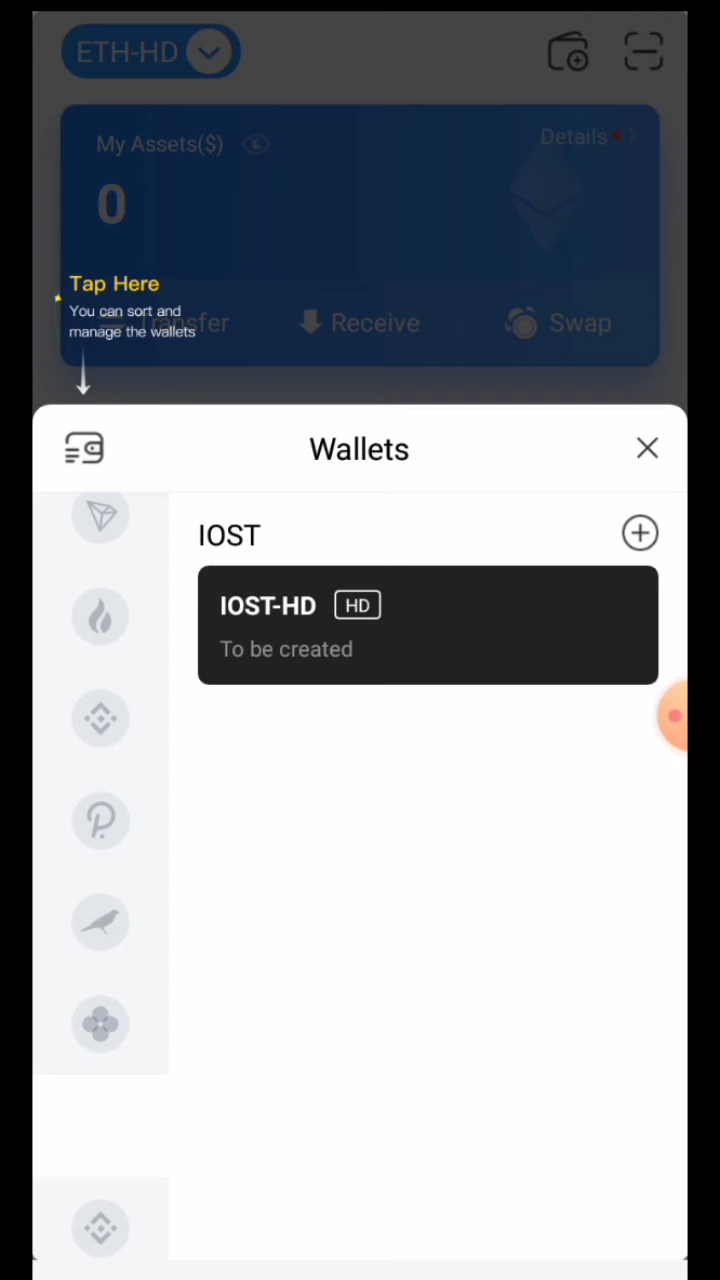 ETH-HD
My Assets($)
Details
0
Tap Here
You can sort and
manage the wallets
Transfer
Receive
Swap
Wallets
IOST
IOST-HD
HD
To be created